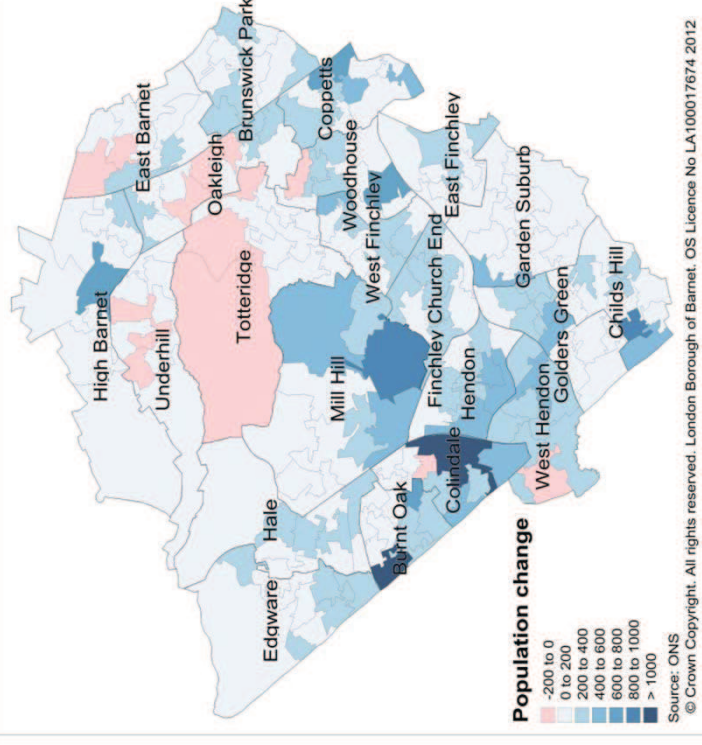 High Barnet
East Barnet
Brunswick Park
Underhill
Totteridge
Oakleigh
Coppetts
Edqware
Hale
Mill Hill
Woodhouse
West Finchley
East Finchley
Burnt Oak
Colindale
Hendon
Finchley Church End
Garden Suburb
West Hendon
Golders Green
Childs Hill
Population change
-200 to 0
0 to 200
200 to 400
400 to 600
600 to 800
800 to 1000
> 1000
Source: ONS
© Crown Copyright. All rights reserved. London Borough of Barnet. OS Licence No LA100017674 2012